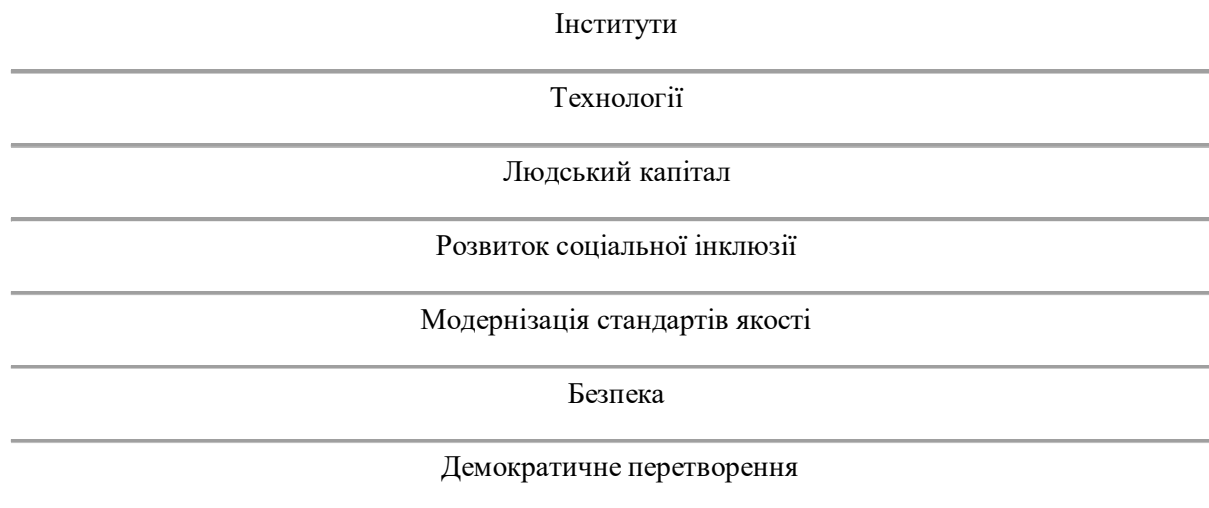 Інститути
Технології
Людський капітал
Розвиток соціальної інклюзії
Модернізація стандартів якості
Безпека
Демократичне перетворення